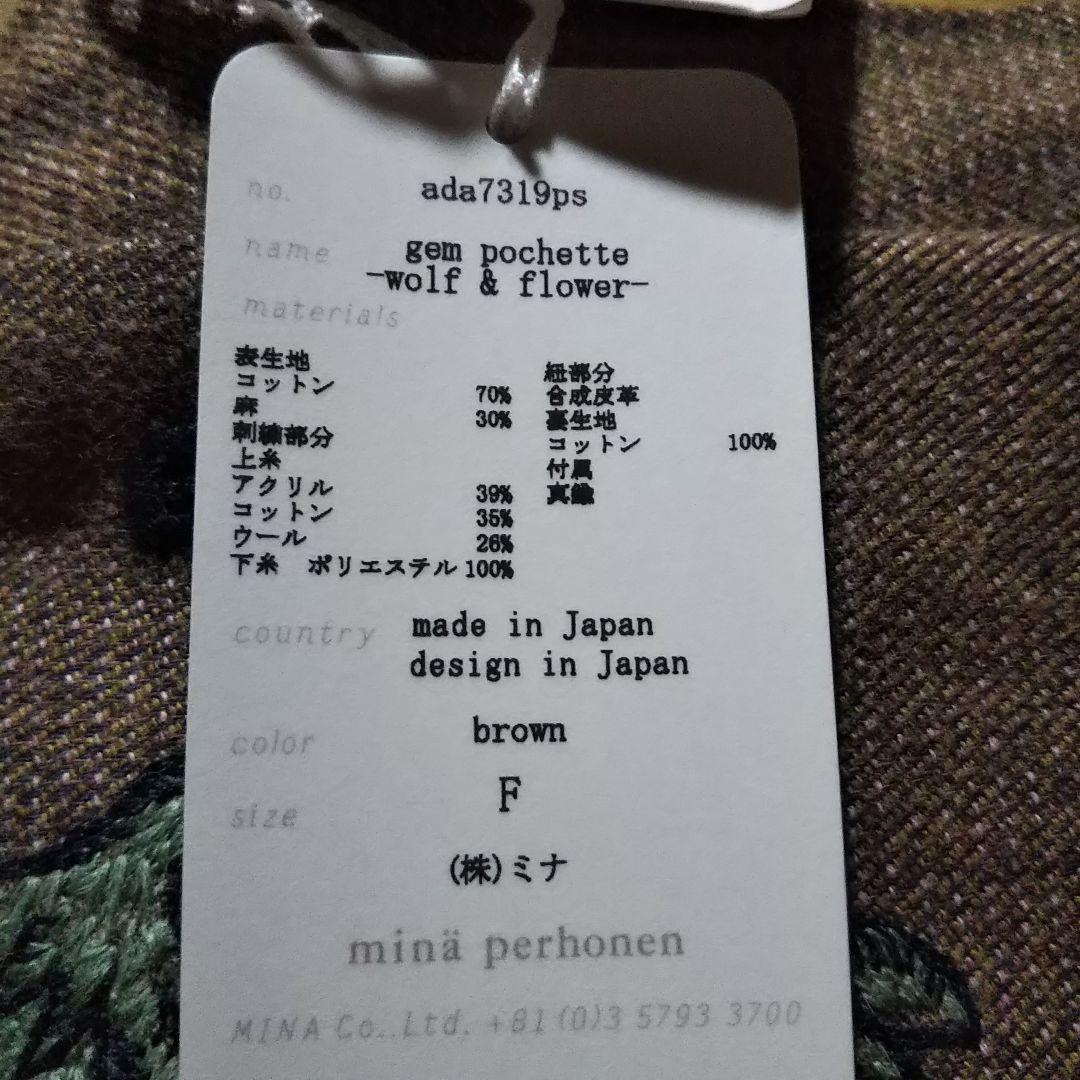 no. ada7319ps
name gem pochette
-wolf & flower-
materials
表生地
コットン 70%
麻 30%
刺繍部分
上糸
アクリル 39%
コットン 35%
ウール 26%
下糸 ポリエステル 100%
紐部分
合成皮革
裏生地
コットン 100%
付属
真鍮
country made in Japan
design in Japan
color brown
size F
(株)ミナ
minä perhonen
MINA Co.,Ltd. +81(0)3 5793 3700